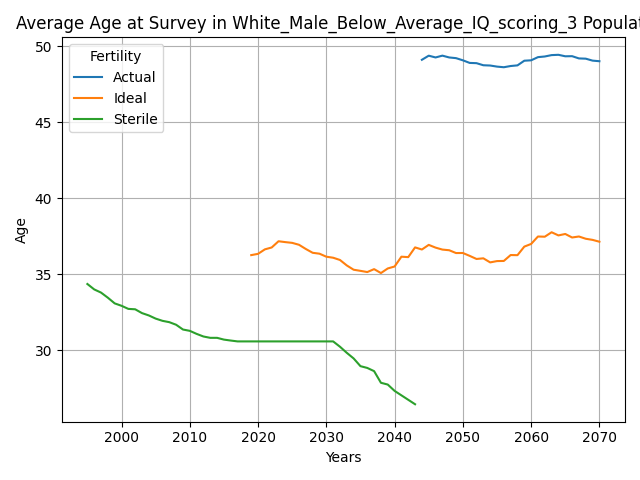 Average Age at Survey in White_Male_Below_Average_IQ_scoring_3 Populat
Fertility
Actual
Ideal
Sterile
50
45
40
35
30
Age
2000 2010 2020 2030 2040 2050 2060 2070
Years